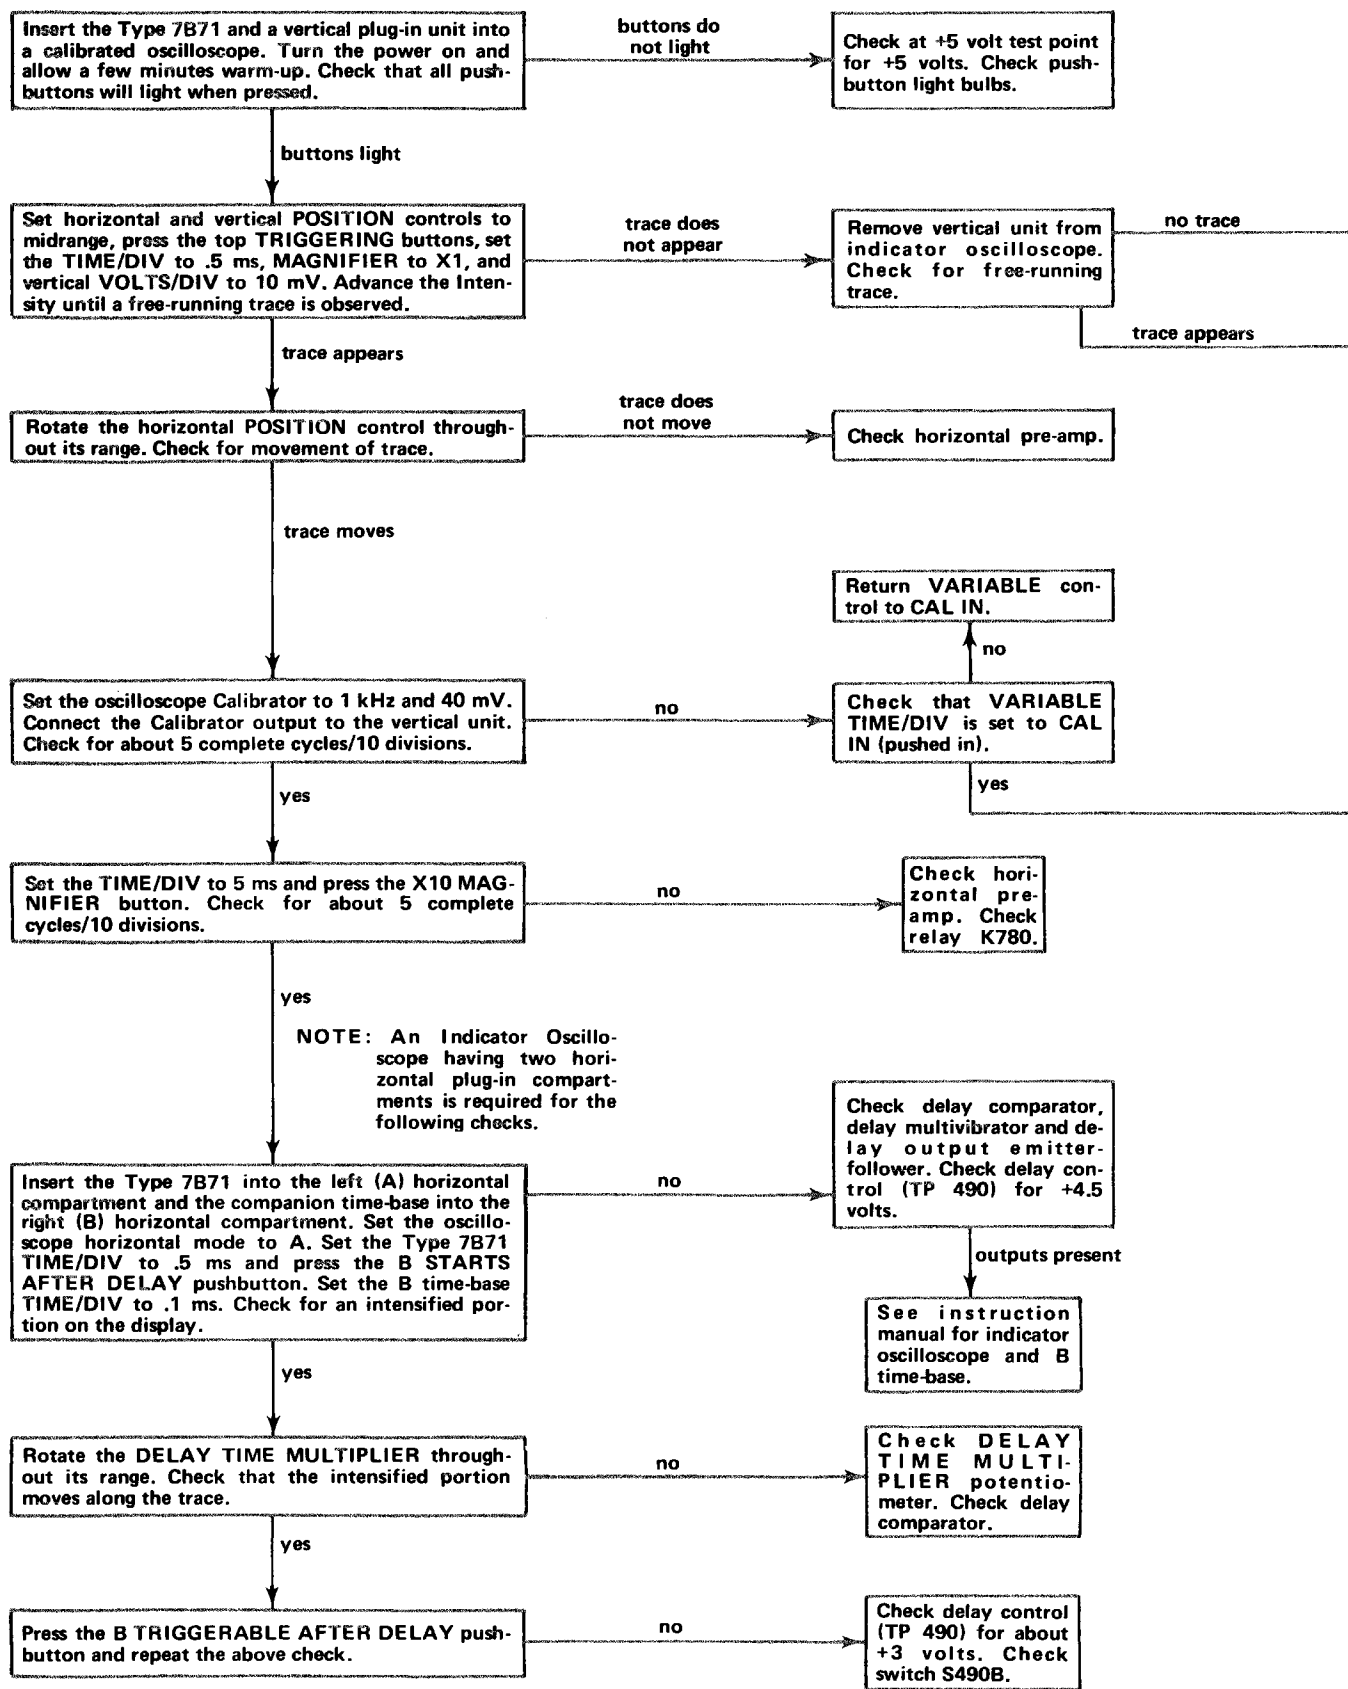 Insert the Type 7B71 and a vertical plug-in unit into
a calibrated oscilloscope. Turn the power on and
allow a few minutes warm-up. Check that all push-
buttons will light when pressed.
buttons do
not light
Check at +5 volt test point
for +5 volts. Check push-
button light bulbs.
buttons light
Set horizontal and vertical POSITION controls to
midrange, press the top TRIGGERING buttons, set
the TIME/DIV to .5 ms, MAGNIFIER to X1, and
vertical VOLTS/DIV to 10 mV. Advance the Inten-
sity until a free-running trace is observed.
trace does
not appear
Remove vertical unit from
indicator oscilloscope.
Check for free-running
trace.
no trace
trace appears
trace appears
Rotate the horizontal POSITION control through-
out its range. Check for movement of trace.
trace does
not move
Check horizontal pre-amp.
trace moves
Return VARIABLE con-
trol to CAL IN.
no
Set the oscilloscope Calibrator to 1 kHz and 40 mV.
Connect the Calibrator output to the vertical unit.
Check for about 5 complete cycles/10 divisions.
no
Check that VARIABLE
TIME/DIV is set to CAL
IN (pushed in).
yes
yes
Set the TIME/DIV to 5 ms and press the X10 MAG-
NIFIER button. Check for about 5 complete
cycles/10 divisions.
no
Check hori-
zontal pre-
amp. Check
relay K780.
yes
NOTE: An Indicator Oscillo-
scope having two hori-
zontal plug-in compart-
ments is required for the
following checks.
Insert the Type 7B71 into the left (A) horizontal
compartment and the companion time-base into the
right (B) horizontal compartment. Set the oscillo-
scope horizontal mode to A. Set the Type 7B71
TIME/DIV to .5 ms and press the B STARTS
AFTER DELAY pushbutton. Set the B time-base
TIME/DIV to .1 ms. Check for an intensified por-
tion on the display.
no
Check delay comparator,
delay multivibrator and de-
lay output emitter-
follower. Check delay con-
trol (TP 490) for +4.5
volts.
outputs present
See instruction
manual for indicator
oscilloscope and B
time-base.
yes
Rotate the DELAY TIME MULTIPLIER through-
out its range. Check that the intensified portion
moves along the trace.
no
Check DELAY
TIME MULTI-
PLIER potentio-
meter. Check delay
comparator.
yes
Press the B TRIGGERABLE AFTER DELAY push-
button and repeat the above check.
no
Check delay control
(TP 490) for about
+3 volts. Check
switch S490B.